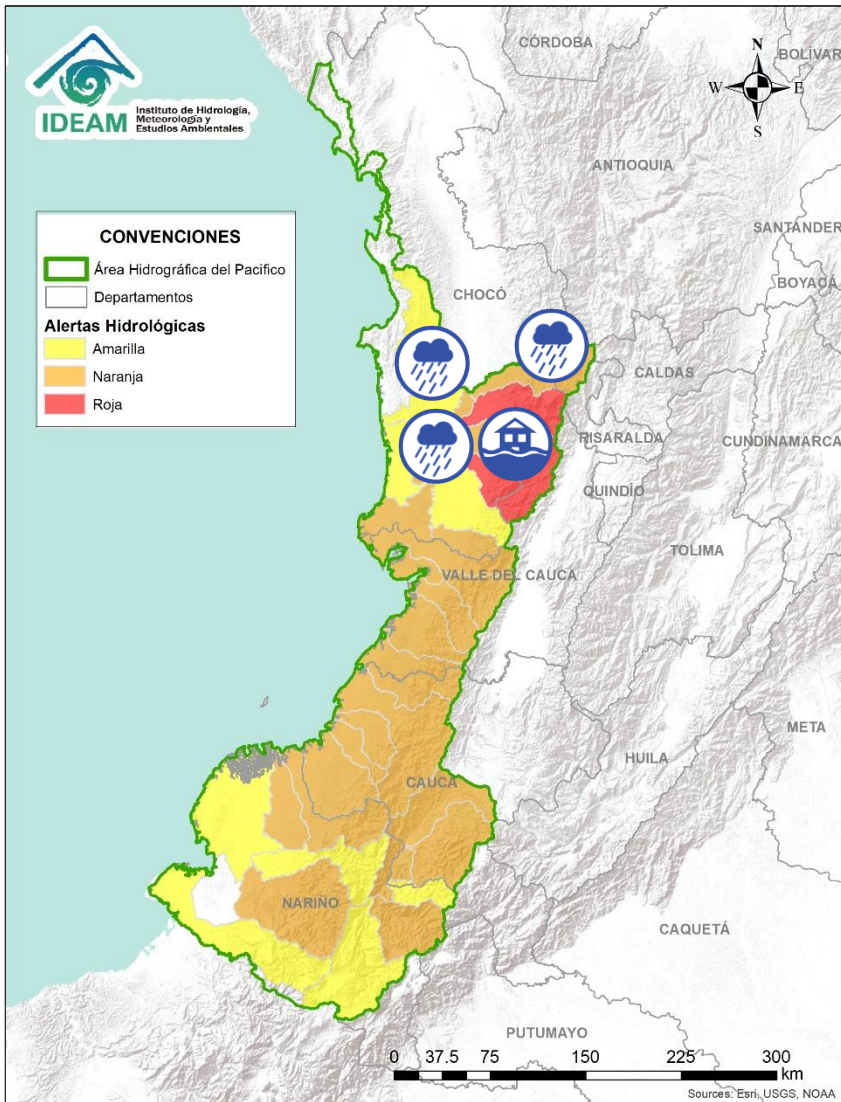 IDEAM
Instituto de Hidrología,
Meteorología y
Estudios Ambientales
CÓRDOBA
BOLÍVAR
N
W
E
S
ANTIOQUIA
SANTANDER
BOYACÁ
CONVENCIONES
Área Hidrográfica del Pacifico
Departamentos
Alertas Hidrológicas
Amarilla
Naranja
Roja
CHOCÓ
CALDAS
RISARALDA
CUNDINAMARCA
QUINDÍO
TOLIMA
VALLE DEL CAUCA
META
HUILA
CAUCA
NARIÑO
CAQUETÁ
PUTUMAYO
0 37.5 75 150 225 300
km
Sources: Esri, USGS, NOAA